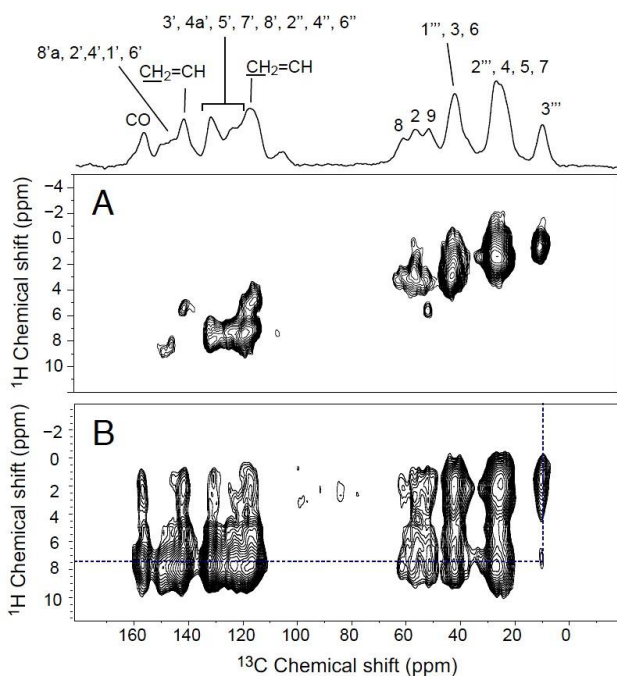 3', 4a', 5', 7', 8', 2'', 4'', 6''
8'a, 2',4',1', 6'
CH2=CH
CH2=CH
CO
1''', 3, 6
2''', 4, 5, 7
8
2
9
3'''
A
1H Chemical shift (ppm)
−4
−2
0
2
4
6
8
10
B
1H Chemical shift (ppm)
−2
0
2
4
6
8
10
160 140 120 100 80 60 40 20 0
13C Chemical shift (ppm)